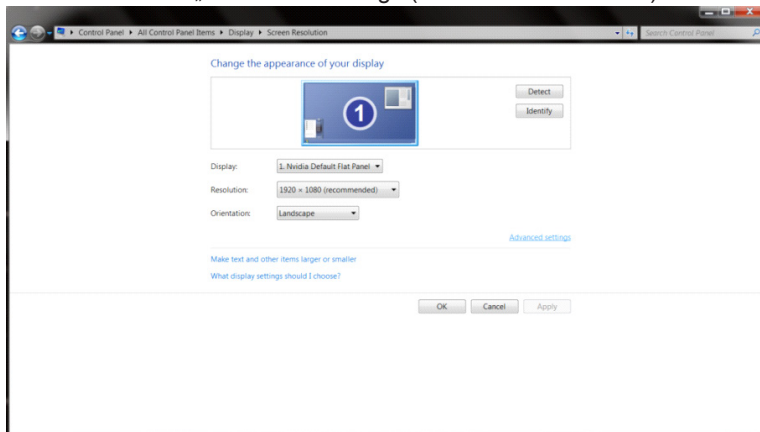 Control Panel ▸ All Control Panel Items ▸ Display ▸ Screen Resolution
Search Control Panel
Change the appearance of your display
1
Detect
Identify
Display: 1. Nvidia Default Flat Panel
Resolution: 1920 × 1080 (recommended)
Orientation: Landscape
Advanced settings
Make text and other items larger or smaller
What display settings should I choose?
OK Cancel Apply